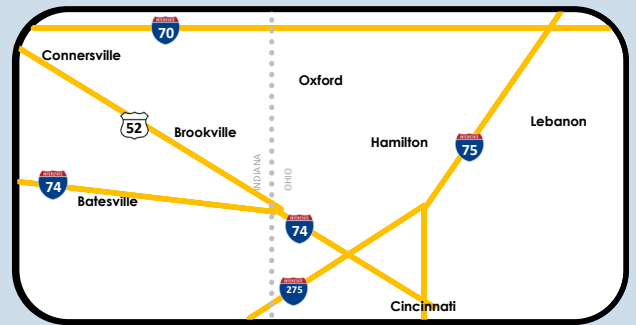 INTERSTATE
70
Connersville
Oxford
52
Brookville
Hamilton
INTERSTATE
75
Lebanon
INDIANA
OHIO
INTERSTATE
74
Batesville
INTERSTATE
74
INTERSTATE
275
Cincinnati